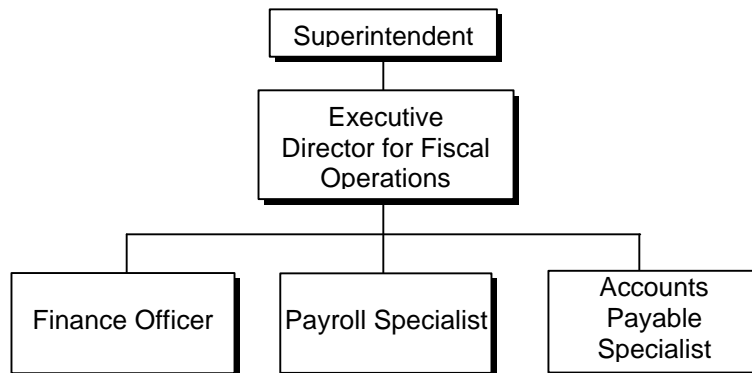 Superintendent
Executive
Director for Fiscal
Operations
Finance Officer
Payroll Specialist
Accounts
Payable
Specialist